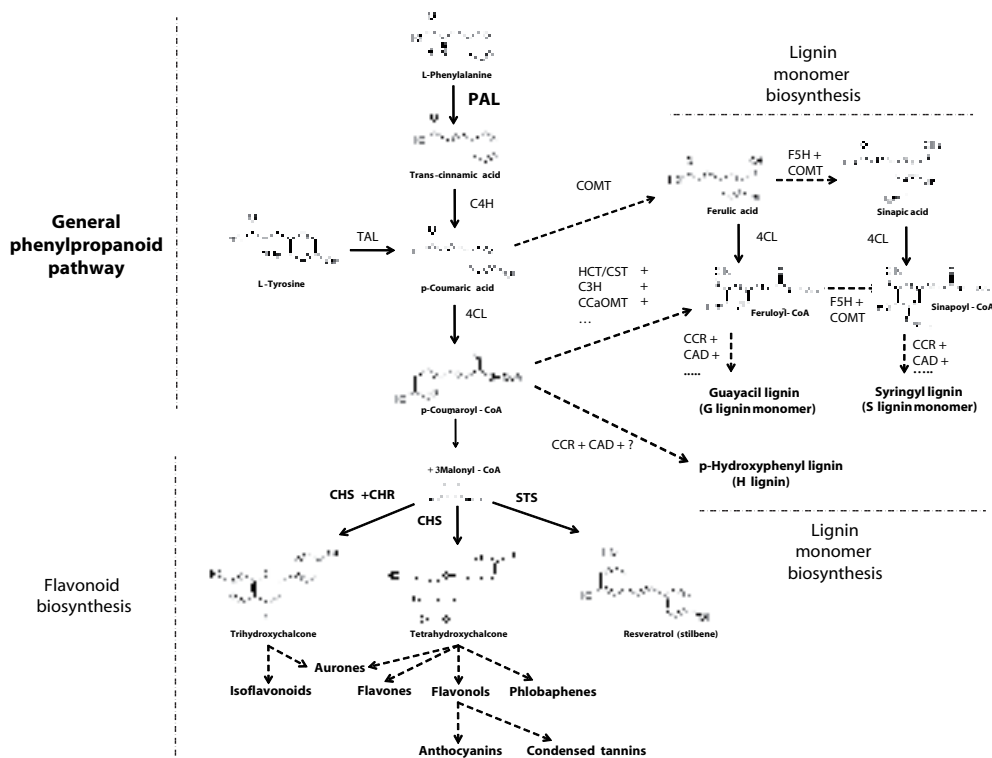 Lignin
monomer
biosynthesis
L-Phenylalanine
PAL
Trans-cinnamic acid
C4H
General
phenylpropanoid
pathway
L-Tyrosine
TAL
p-Coumaric acid
4CL
p-Coumaroyl - CoA
COMT
Ferulic acid
F5H +
COMT
Sinapic acid
4CL
4CL
HCT/CST +
C3H +
CCaOMT +
...
Feruloyl - CoA
F5H +
COMT
Sinapoyl - CoA
CCR +
CAD +
.....
CCR +
CAD +
.....
Guayacil lignin
(G lignin monomer)
Syringyl lignin
(S lignin monomer)
CCR + CAD + ?
p-Hydroxyphenyl lignin
(H lignin)
Lignin
monomer
biosynthesis
+ 3Malonyl - CoA
CHS +CHR
CHS
STS
Flavonoid
biosynthesis
Trihydroxychalcone
Tetrahydroxychalcone
Resveratrol (stilbene)
Aurones
Isoflavonoids
Flavones
Flavonols
Phlobaphenes
Anthocyanins
Condensed tannins